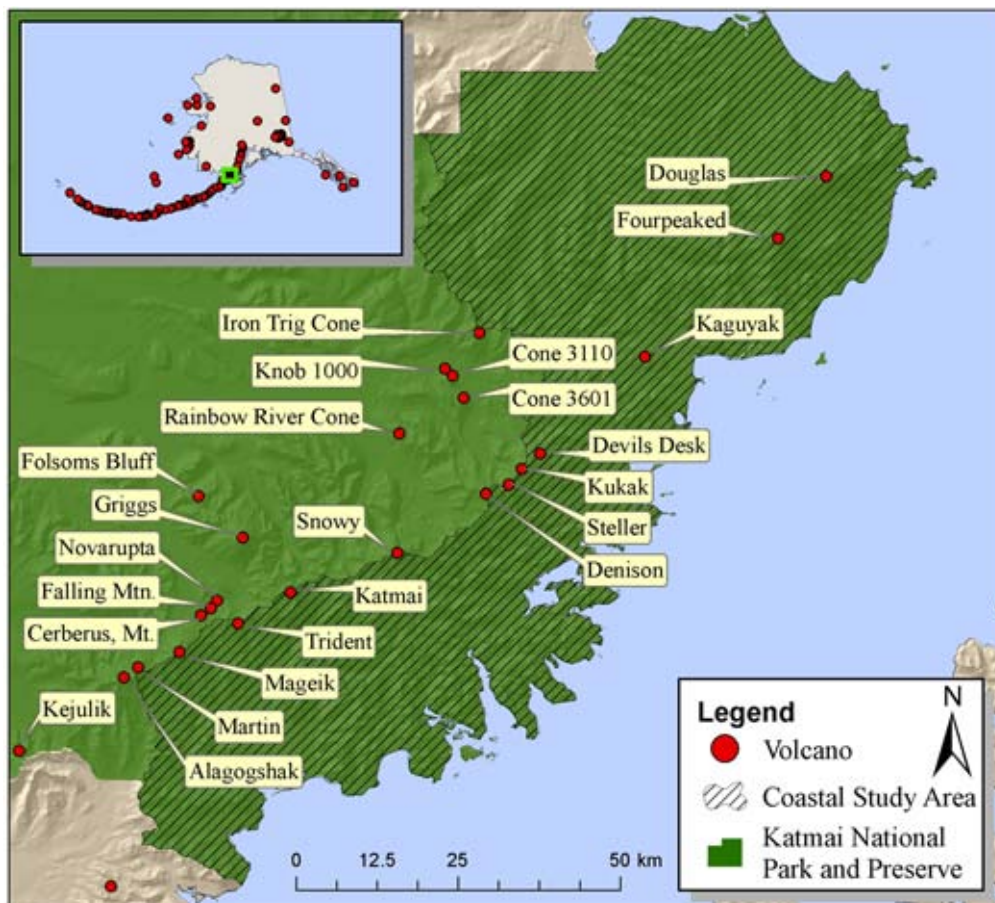 Douglas
Fourpeaked
Iron Trig Cone
Kaguyak
Cone 3110
Knob 1000
Cone 3601
Rainbow River Cone
Devils Desk
Folsoms Bluff
Kukak
Griggs
Steller
Snowy
Novarupta
Denison
Falling Mtn.
Katmai
Cerberus, Mt.
Trident
Mageik
Kejulik
Martin
Alagogshak
N
Legend
Volcano
Coastal Study Area
Katmai National
Park and Preserve
0 12.5 25 50 km